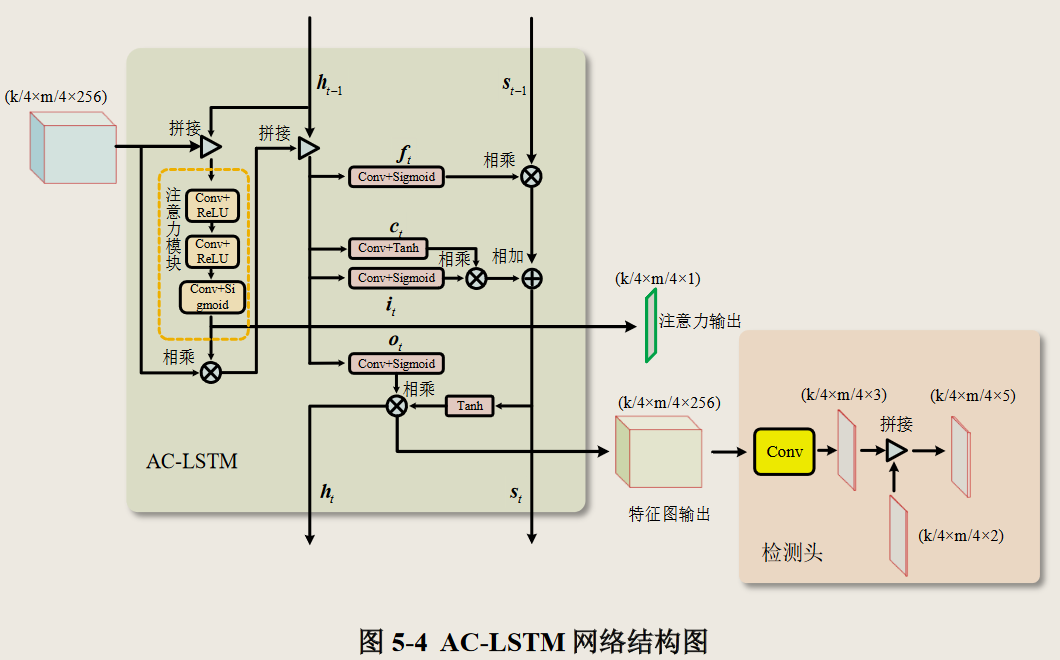 (k/4×m/4×256)
h_{t-1}
s_{t-1}
拼接
拼接
注意力模块
Conv+
ReLU
Conv+
ReLU
Conv+Si
gmoid
相乘
f_t
Conv+Sigmoid
相乘
c_t
Conv+Tanh
相乘
相加
Conv+Sigmoid
i_t
o_t
Conv+Sigmoid
相乘
Tanh
AC-LSTM
h_t
s_t
(k/4×m/4×1)
注意力输出
(k/4×m/4×256)
特征图输出
Conv
(k/4×m/4×3)
拼接
(k/4×m/4×5)
(k/4×m/4×2)
检测头
图 5-4 AC-LSTM 网络结构图